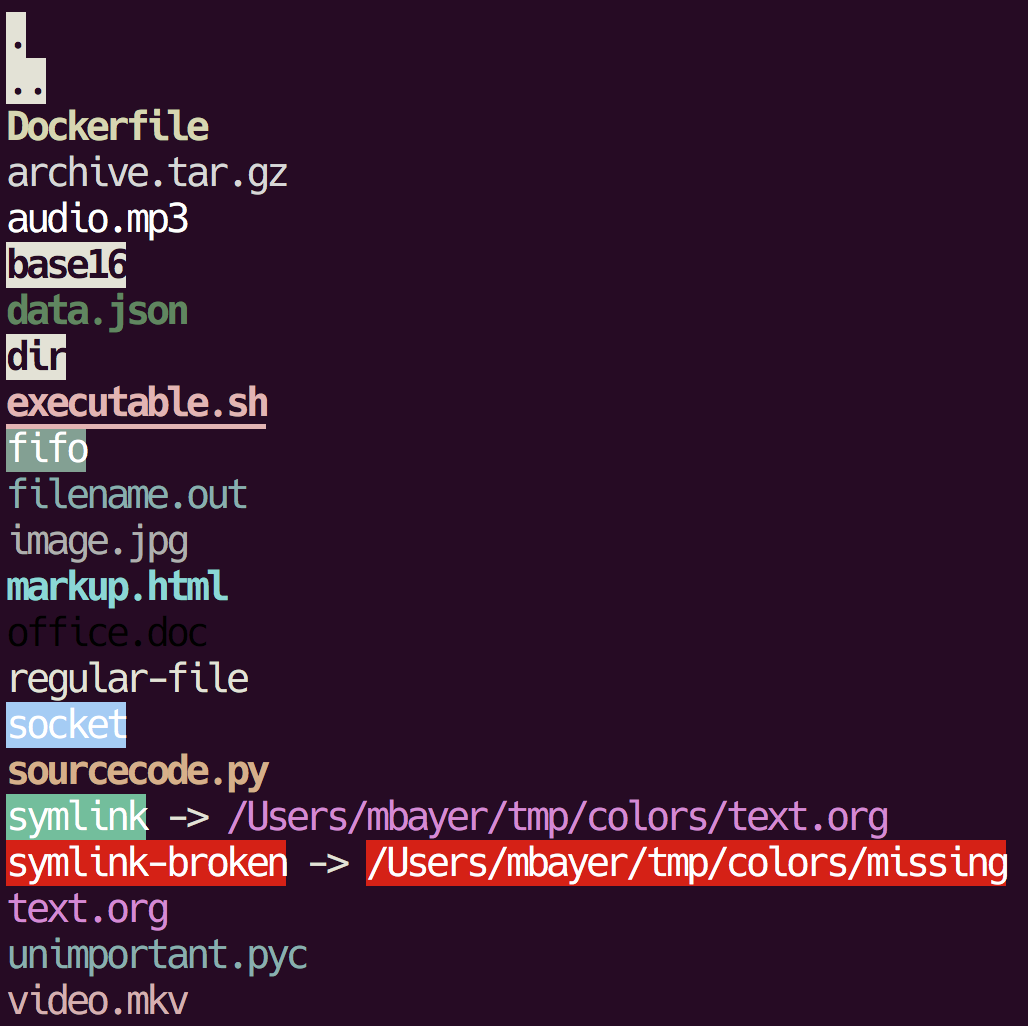 .
..
Dockerfile
archive.tar.gz
audio.mp3
base16
data.json
dir
executable.sh
fifo
filename.out
image.jpg
markup.html
office.doc
regular-file
socket
sourcecode.py
symlink -> /Users/mbayer/tmp/colors/text.org
symlink-broken -> /Users/mbayer/tmp/colors/missing
text.org
unimportant.pyc
video.mkv